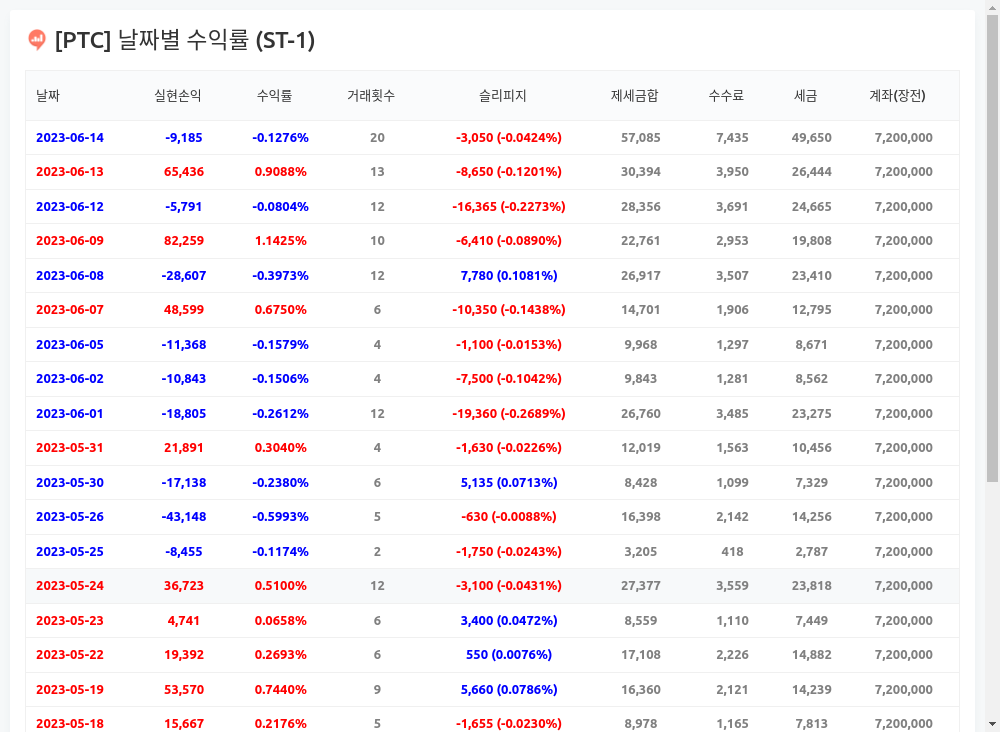 [PTC] 날짜별 수익률 (ST-1)
날짜 실현손익 수익률 거래횟수 슬리피지 제세금합 수수료 세금 계좌(장전)
2023-06-14 -9,185 -0.1276% 20 -3,050 (-0.0424%) 57,085 7,435 49,650 7,200,000
2023-06-13 65,436 0.9088% 13 -8,650 (-0.1201%) 30,394 3,950 26,444 7,200,000
2023-06-12 -5,791 -0.0804% 12 -16,365 (-0.2273%) 28,356 3,691 24,665 7,200,000
2023-06-09 82,259 1.1425% 10 -6,410 (-0.0890%) 22,761 2,953 19,808 7,200,000
2023-06-08 -28,607 -0.3973% 12 7,780 (0.1081%) 26,917 3,507 23,410 7,200,000
2023-06-07 48,599 0.6750% 6 -10,350 (-0.1438%) 14,701 1,906 12,795 7,200,000
2023-06-05 -11,368 -0.1579% 4 -1,100 (-0.0153%) 9,968 1,297 8,671 7,200,000
2023-06-02 -10,843 -0.1506% 4 -7,500 (-0.1042%) 9,843 1,281 8,562 7,200,000
2023-06-01 -18,805 -0.2612% 12 -19,360 (-0.2689%) 26,760 3,485 23,275 7,200,000
2023-05-31 21,891 0.3040% 4 -1,630 (-0.0226%) 12,019 1,563 10,456 7,200,000
2023-05-30 -17,138 -0.2380% 6 5,135 (0.0713%) 8,428 1,099 7,329 7,200,000
2023-05-26 -43,148 -0.5993% 5 -630 (-0.0088%) 16,398 2,142 14,256 7,200,000
2023-05-25 -8,455 -0.1174% 2 -1,750 (-0.0243%) 3,205 418 2,787 7,200,000
2023-05-24 36,723 0.5100% 12 -3,100 (-0.0431%) 27,377 3,559 23,818 7,200,000
2023-05-23 4,741 0.0658% 6 3,400 (0.0472%) 8,559 1,110 7,449 7,200,000
2023-05-22 19,392 0.2693% 6 550 (0.0076%) 17,108 2,226 14,882 7,200,000
2023-05-19 53,570 0.7440% 9 5,660 (0.0786%) 16,360 2,121 14,239 7,200,000
2023-05-18 15,667 0.2176% 5 -1,655 (-0.0230%) 8,978 1,165 7,813 7,200,000